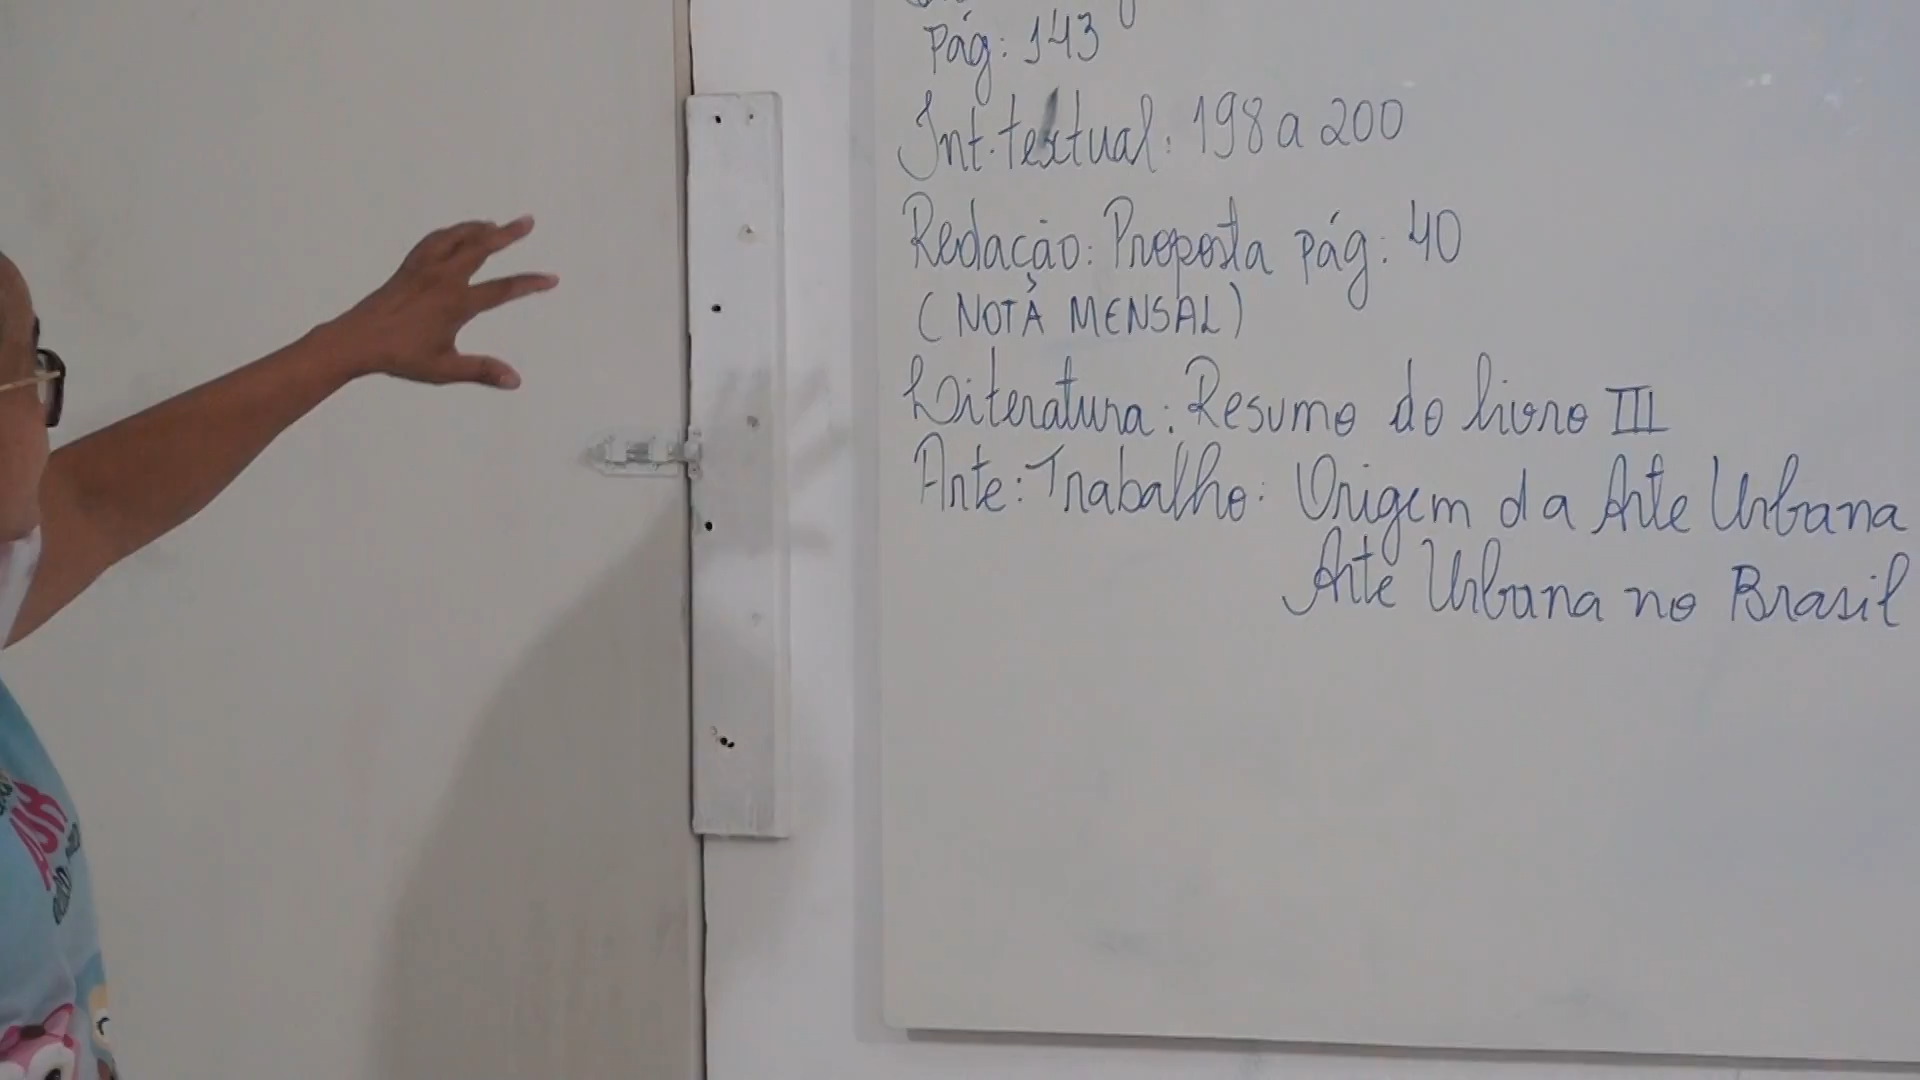 Pág: 143
Int. textual: 198 a 200
Redação: Proposta pág: 40
(NOTA MENSAL)
Literatura: Resumo do livro III
Arte: Trabalho: Origem da Arte Urbana
Arte Urbana no Brasil